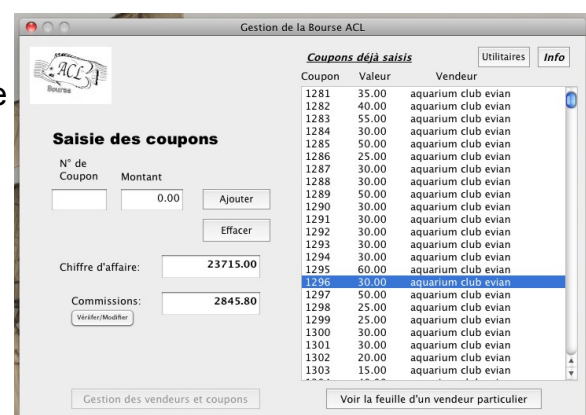 e
Gestion de la Bourse ACL
ACL
Bourse
Coupons déjà saisis
Utilitaires
Info
Coupon Valeur Vendeur
1281 35.00 aquarium club evian
1282 40.00 aquarium club evian
1283 55.00 aquarium club evian
1284 30.00 aquarium club evian
1285 50.00 aquarium club evian
1286 25.00 aquarium club evian
1287 30.00 aquarium club evian
1288 30.00 aquarium club evian
1289 50.00 aquarium club evian
1290 30.00 aquarium club evian
1291 30.00 aquarium club evian
1292 30.00 aquarium club evian
1293 30.00 aquarium club evian
1294 30.00 aquarium club evian
1295 60.00 aquarium club evian
1296 30.00 aquarium club evian
1297 50.00 aquarium club evian
1298 25.00 aquarium club evian
1299 25.00 aquarium club evian
1300 30.00 aquarium club evian
1301 30.00 aquarium club evian
1302 20.00 aquarium club evian
1303 15.00 aquarium club evian
Saisie des coupons
N° de
Coupon Montant
0.00
Ajouter
Effacer
Chiffre d'affaire: 23715.00
Commissions: 2845.80
Vérifer/Modifier
Gestion des vendeurs et coupons
Voir la feuille d'un vendeur particulier